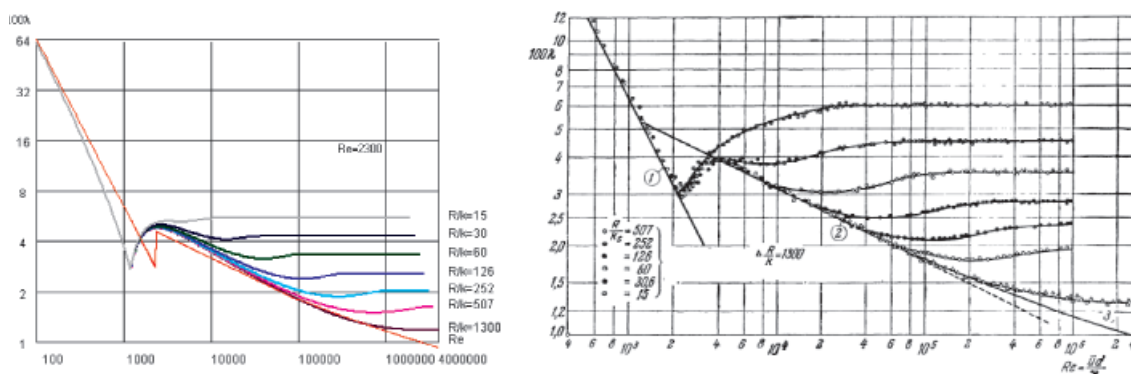 100λ
64
32
16
8
4
2
1
Re=2300
R/k=15
R/k=30
R/k=60
R/k=126
R/k=252
R/k=507
R/k=1300
Re
100 1000 10000 100000 1000000 4000000
100λ
12
10
8
7
6
5
4
3
2,5
2,0
1,5
1,2
1,0
①
②
3
R/Ks = 507
= 252
= 126
= 60
= 30,6
= 15
R/k = 1300
4 6 8 10³ 2 4 6 8 10⁴ 2 4 6 8 10⁵ 2 4 6 8 10⁶ 2
Re = ūd